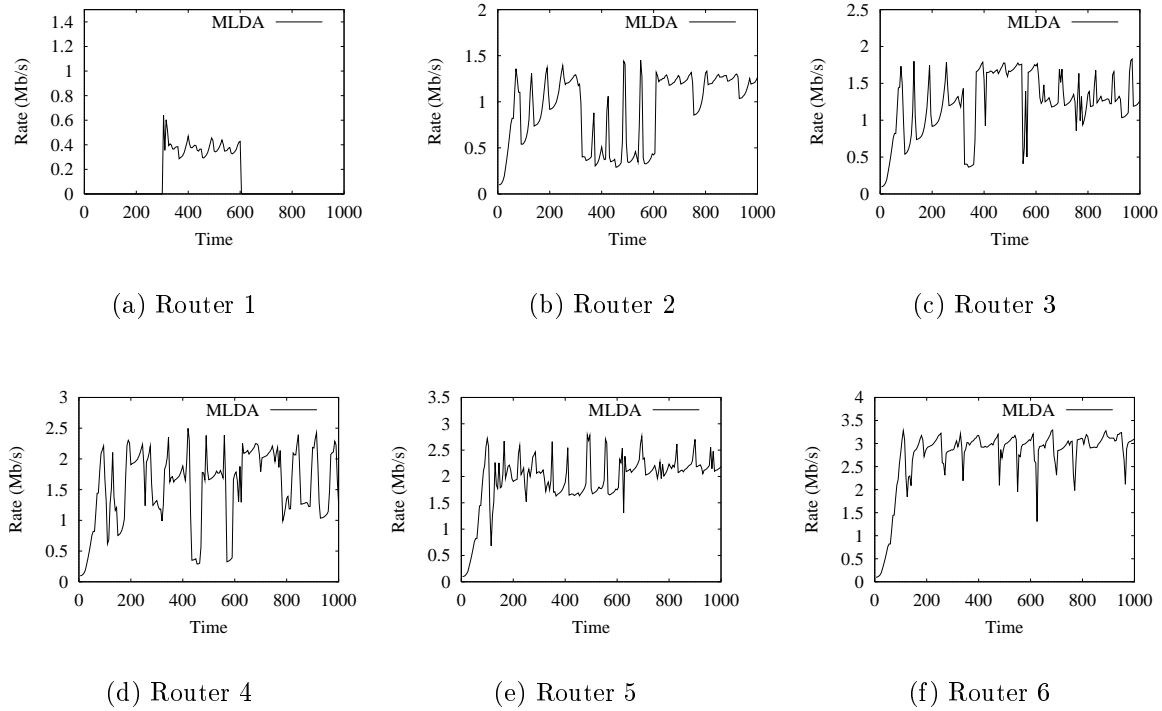 MLDA
Rate (Mb/s)
1.4
1.2
1
0.8
0.6
0.4
0.2
0
0 200 400 600 800 1000
Time
(a) Router 1
MLDA
Rate (Mb/s)
2
1.5
1
0.5
0
0 200 400 600 800 1000
Time
(b) Router 2
MLDA
Rate (Mb/s)
2.5
2
1.5
1
0.5
0
0 200 400 600 800 1000
Time
(c) Router 3
MLDA
Rate (Mb/s)
3
2.5
2
1.5
1
0.5
0
0 200 400 600 800 1000
Time
(d) Router 4
MLDA
Rate (Mb/s)
3.5
3
2.5
2
1.5
1
0.5
0
0 200 400 600 800 1000
Time
(e) Router 5
MLDA
Rate (Mb/s)
4
3.5
3
2.5
2
1.5
1
0.5
0
0 200 400 600 800 1000
Time
(f) Router 6